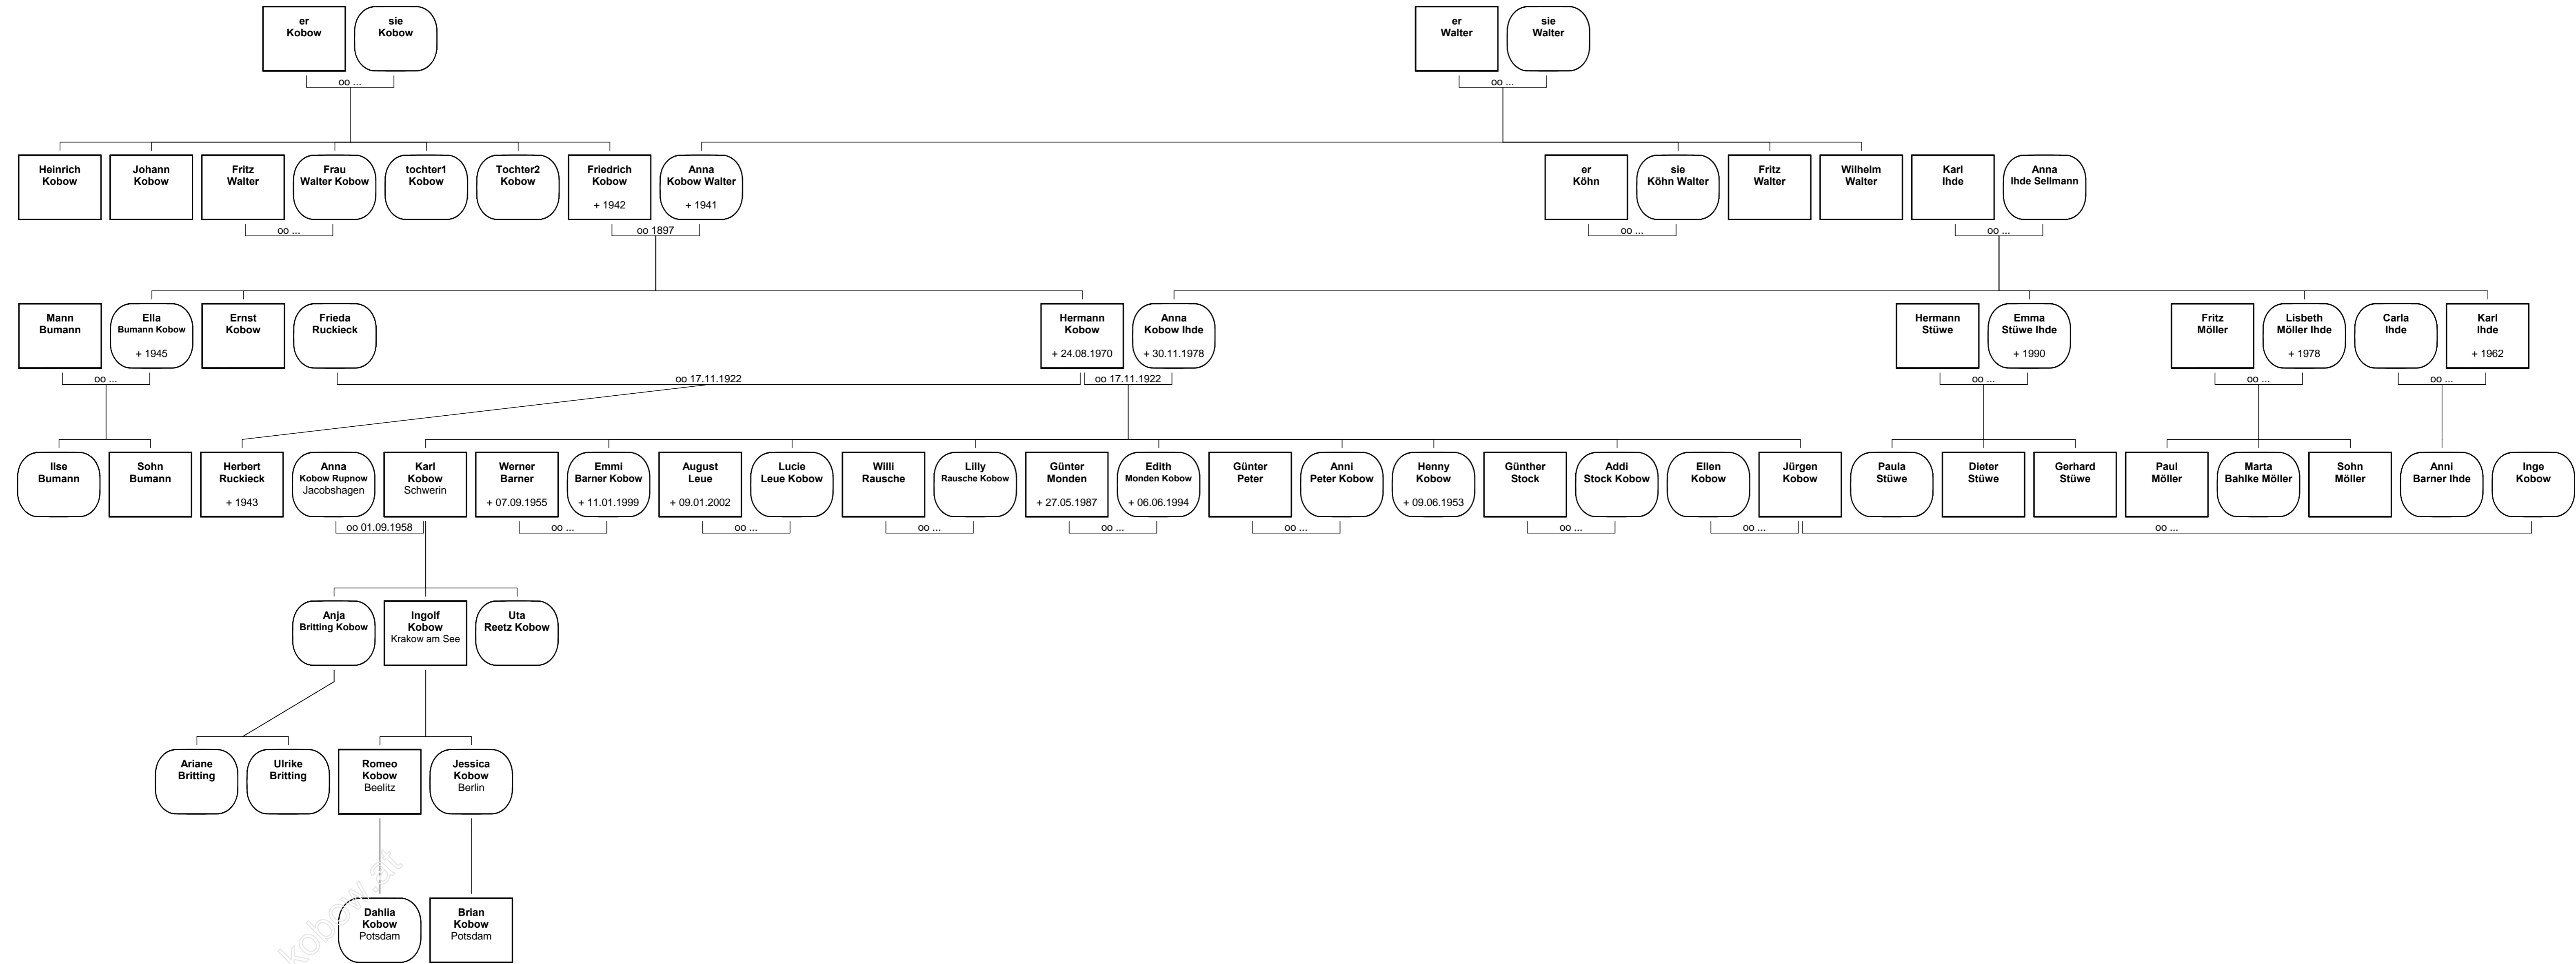 er
Kobow
sie
Kobow
oo ...
er
Walter
sie
Walter
oo ...
Heinrich
Kobow
Johann
Kobow
Fritz
Walter
Frau
Walter Kobow
oo ...
tochter1
Kobow
Tochter2
Kobow
Friedrich
Kobow
+ 1942
Anna
Kobow Walter
+ 1941
oo 1897
er
Köhn
sie
Köhn Walter
oo ...
Fritz
Walter
Wilhelm
Walter
Karl
Ihde
Anna
Ihde Sellmann
oo ...
Mann
Bumann
Ella
Bumann Kobow
+ 1945
oo ...
Ernst
Kobow
Frieda
Ruckieck
oo 17.11.1922
Hermann
Kobow
+ 24.08.1970
Anna
Kobow Ihde
+ 30.11.1978
oo 17.11.1922
Hermann
Stüwe
Emma
Stüwe Ihde
+ 1990
oo ...
Fritz
Möller
Lisbeth
Möller Ihde
+ 1978
oo ...
Carla
Ihde
Karl
Ihde
+ 1962
oo ...
Ilse
Bumann
Sohn
Bumann
Herbert
Ruckieck
+ 1943
Anna
Kobow Rupnow
Jacobshagen
Karl
Kobow
Schwerin
oo 01.09.1958
Werner
Barner
+ 07.09.1955
Emmi
Barner Kobow
+ 11.01.1999
oo ...
August
Leue
+ 09.01.2002
Lucie
Leue Kobow
oo ...
Willi
Rausche
Lilly
Rausche Kobow
oo ...
Günter
Monden
+ 27.05.1987
Edith
Monden Kobow
+ 06.06.1994
oo ...
Günter
Peter
Anni
Peter Kobow
oo ...
Henny
Kobow
+ 09.06.1953
Günther
Stock
Addi
Stock Kobow
oo ...
Ellen
Kobow
Jürgen
Kobow
oo ...
Paula
Stüwe
Dieter
Stüwe
Gerhard
Stüwe
Paul
Möller
Marta
Bahlke Möller
Sohn
Möller
Anni
Barner Ihde
Inge
Kobow
oo ...
Anja
Britting Kobow
Ingolf
Kobow
Krakow am See
Uta
Reetz Kobow
Ariane
Britting
Ulrike
Britting
Romeo
Kobow
Beelitz
Jessica
Kobow
Berlin
Dahlia
Kobow
Potsdam
Brian
Kobow
Potsdam
kobow.at